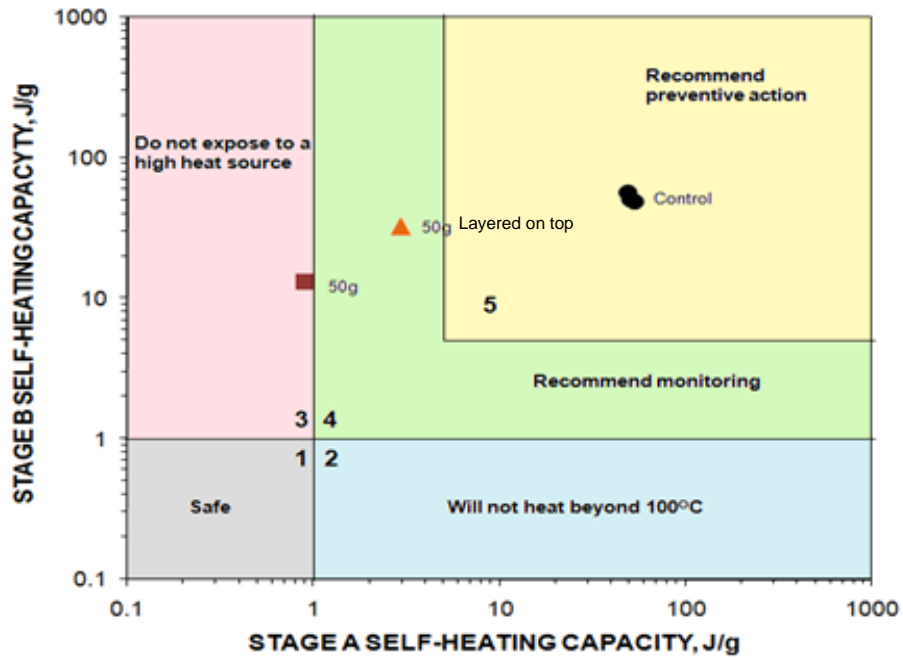 STAGE B SELF-HEATING CAPACYTY, J/g
1000
100
10
1
0.1
Recommend
preventive action
Do not expose to a
high heat source
Control
50g Layered on top
50g
5
Recommend monitoring
3 4
1 2
Safe
Will not heat beyond 100°C
0.1 1 10 100 1000
STAGE A SELF-HEATING CAPACITY, J/g